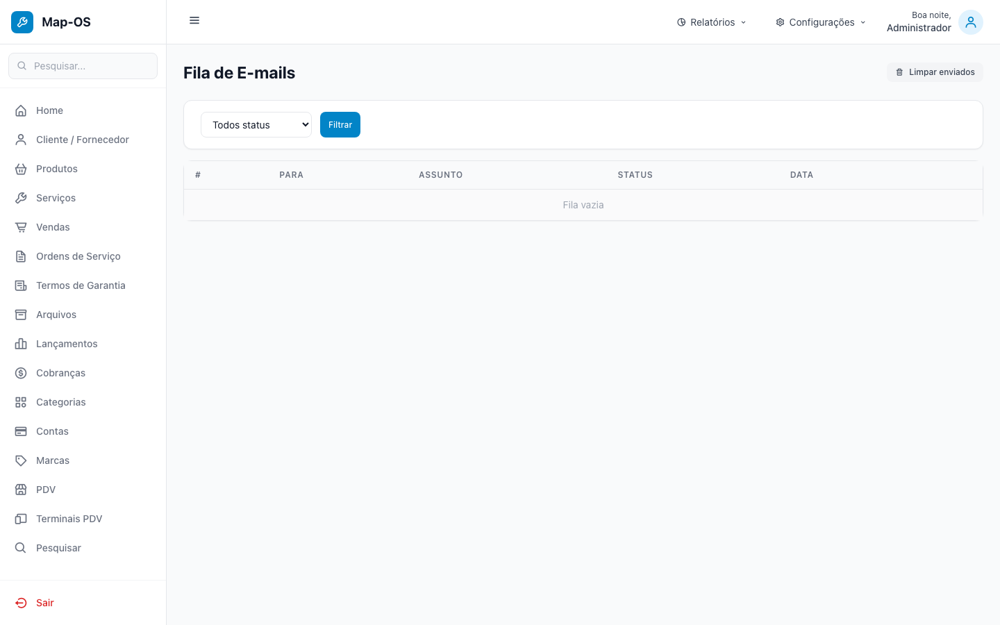 Map-OS
Relatórios
Configurações
Boa noite,
Administrador
Pesquisar...
Home
Cliente / Fornecedor
Produtos
Serviços
Vendas
Ordens de Serviço
Termos de Garantia
Arquivos
Lançamentos
Cobranças
Categorias
Contas
Marcas
PDV
Terminais PDV
Pesquisar
Sair
Fila de E-mails
Limpar enviados
Todos status
Filtrar
# PARA ASSUNTO STATUS DATA
Fila vazia